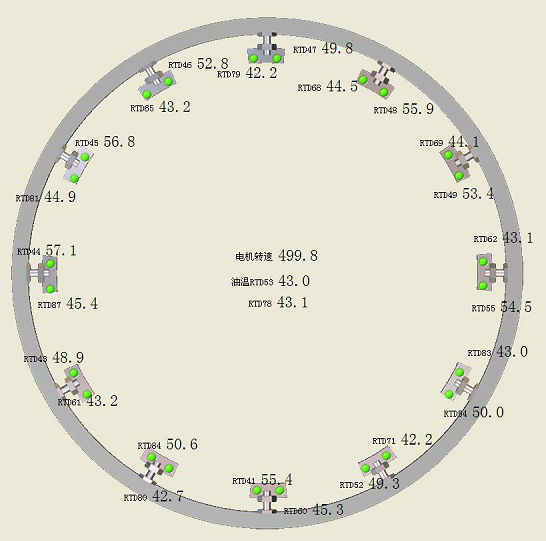 RTD47 49.8
RTD46 52.8
RTD79 42.2
RTD68 44.5
RTD65 43.2
RTD48 55.9
RTD45 56.8
RTD69 44.1
RTD81 44.9
RTD49 53.4
RTD62 43.1
RTD44 57.1
电机转速 499.8
油温RTD53 43.0
RTD87 45.4
RTD78 43.1
RTD55 54.5
RTD43 48.9
RTD83 43.0
RTD61 43.2
RTD54 50.0
RTD84 50.6
RTD71 42.2
RTD41 55.4
RTD52 49.3
RTD80 42.7
RTD60 45.3